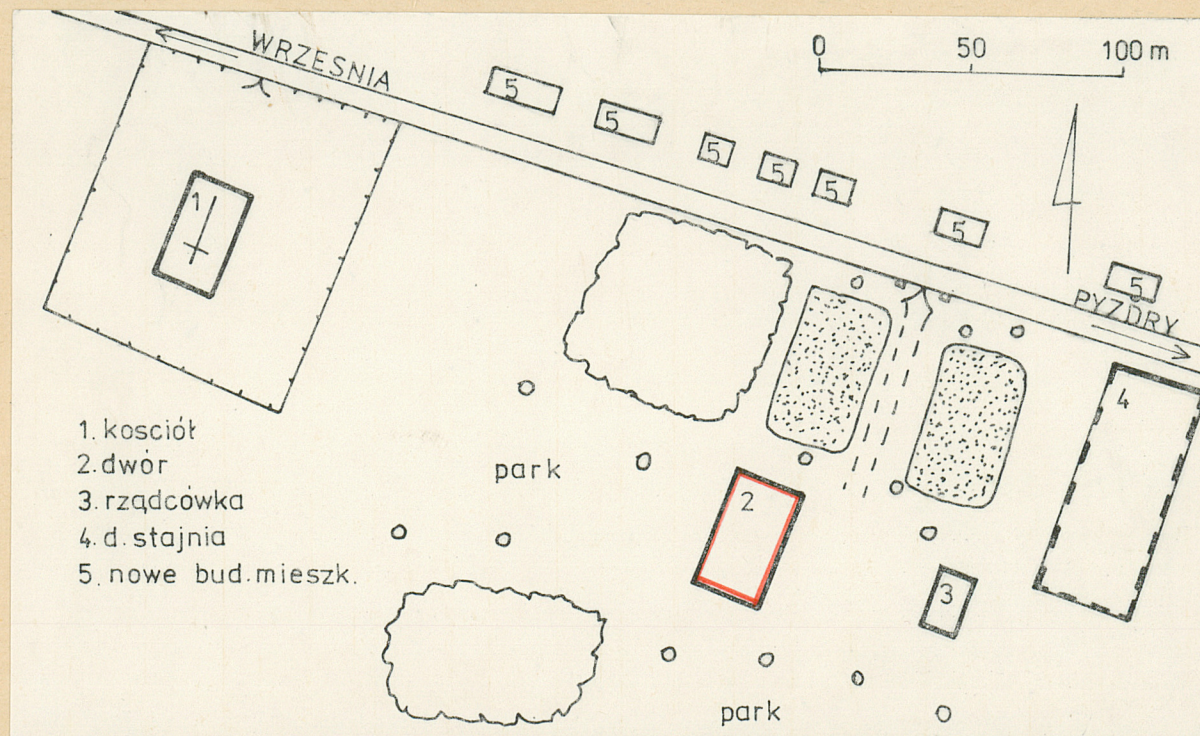 WRZEŚNIA
0 50 100 m
5
5
5
5
5
5
5
PYZDRY
1
4
1. kosciół
2. dwór
3. rządcówka
4. d. stajnia
5. nowe bud. mieszk.
park
2
3
park